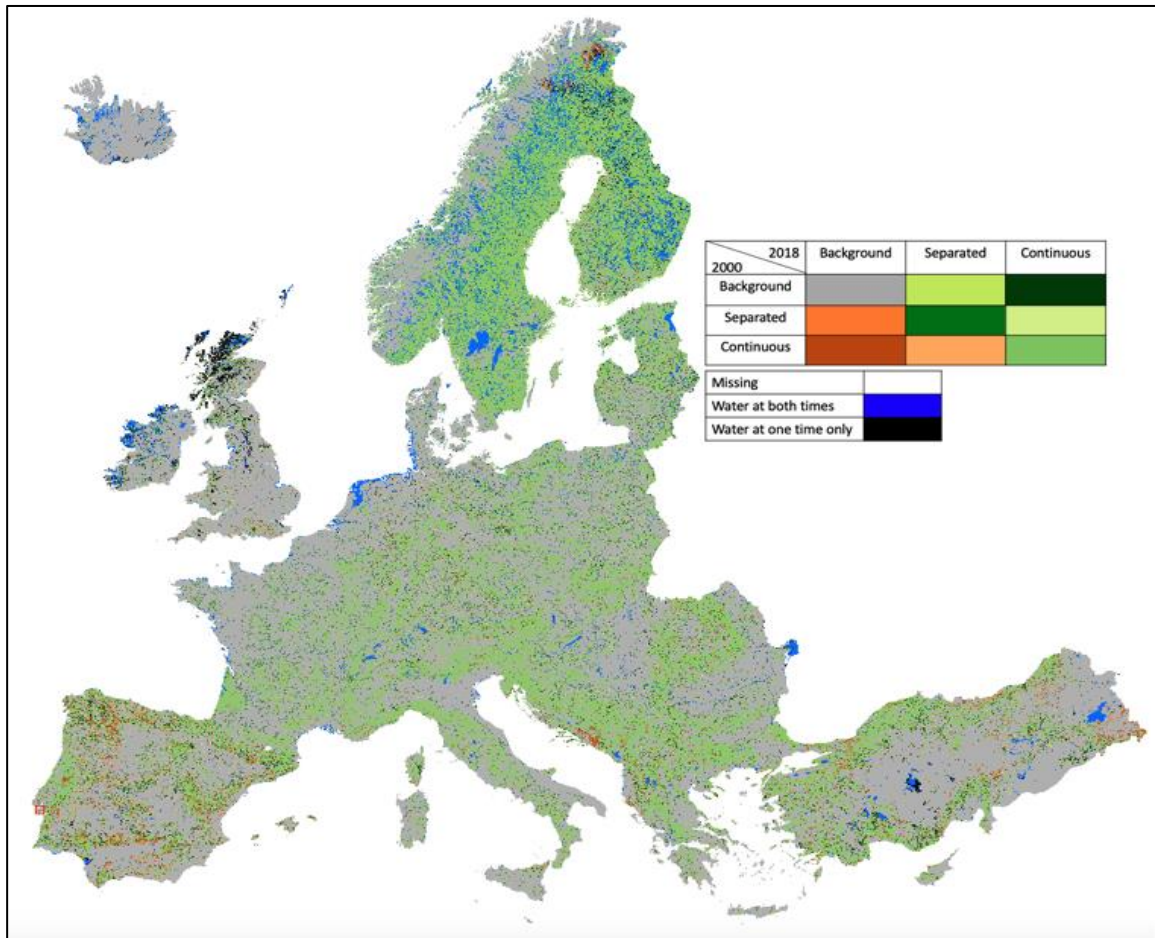 2018 Background Separated Continuous
2000
Background
Separated
Continuous
Missing
Water at both times
Water at one time only